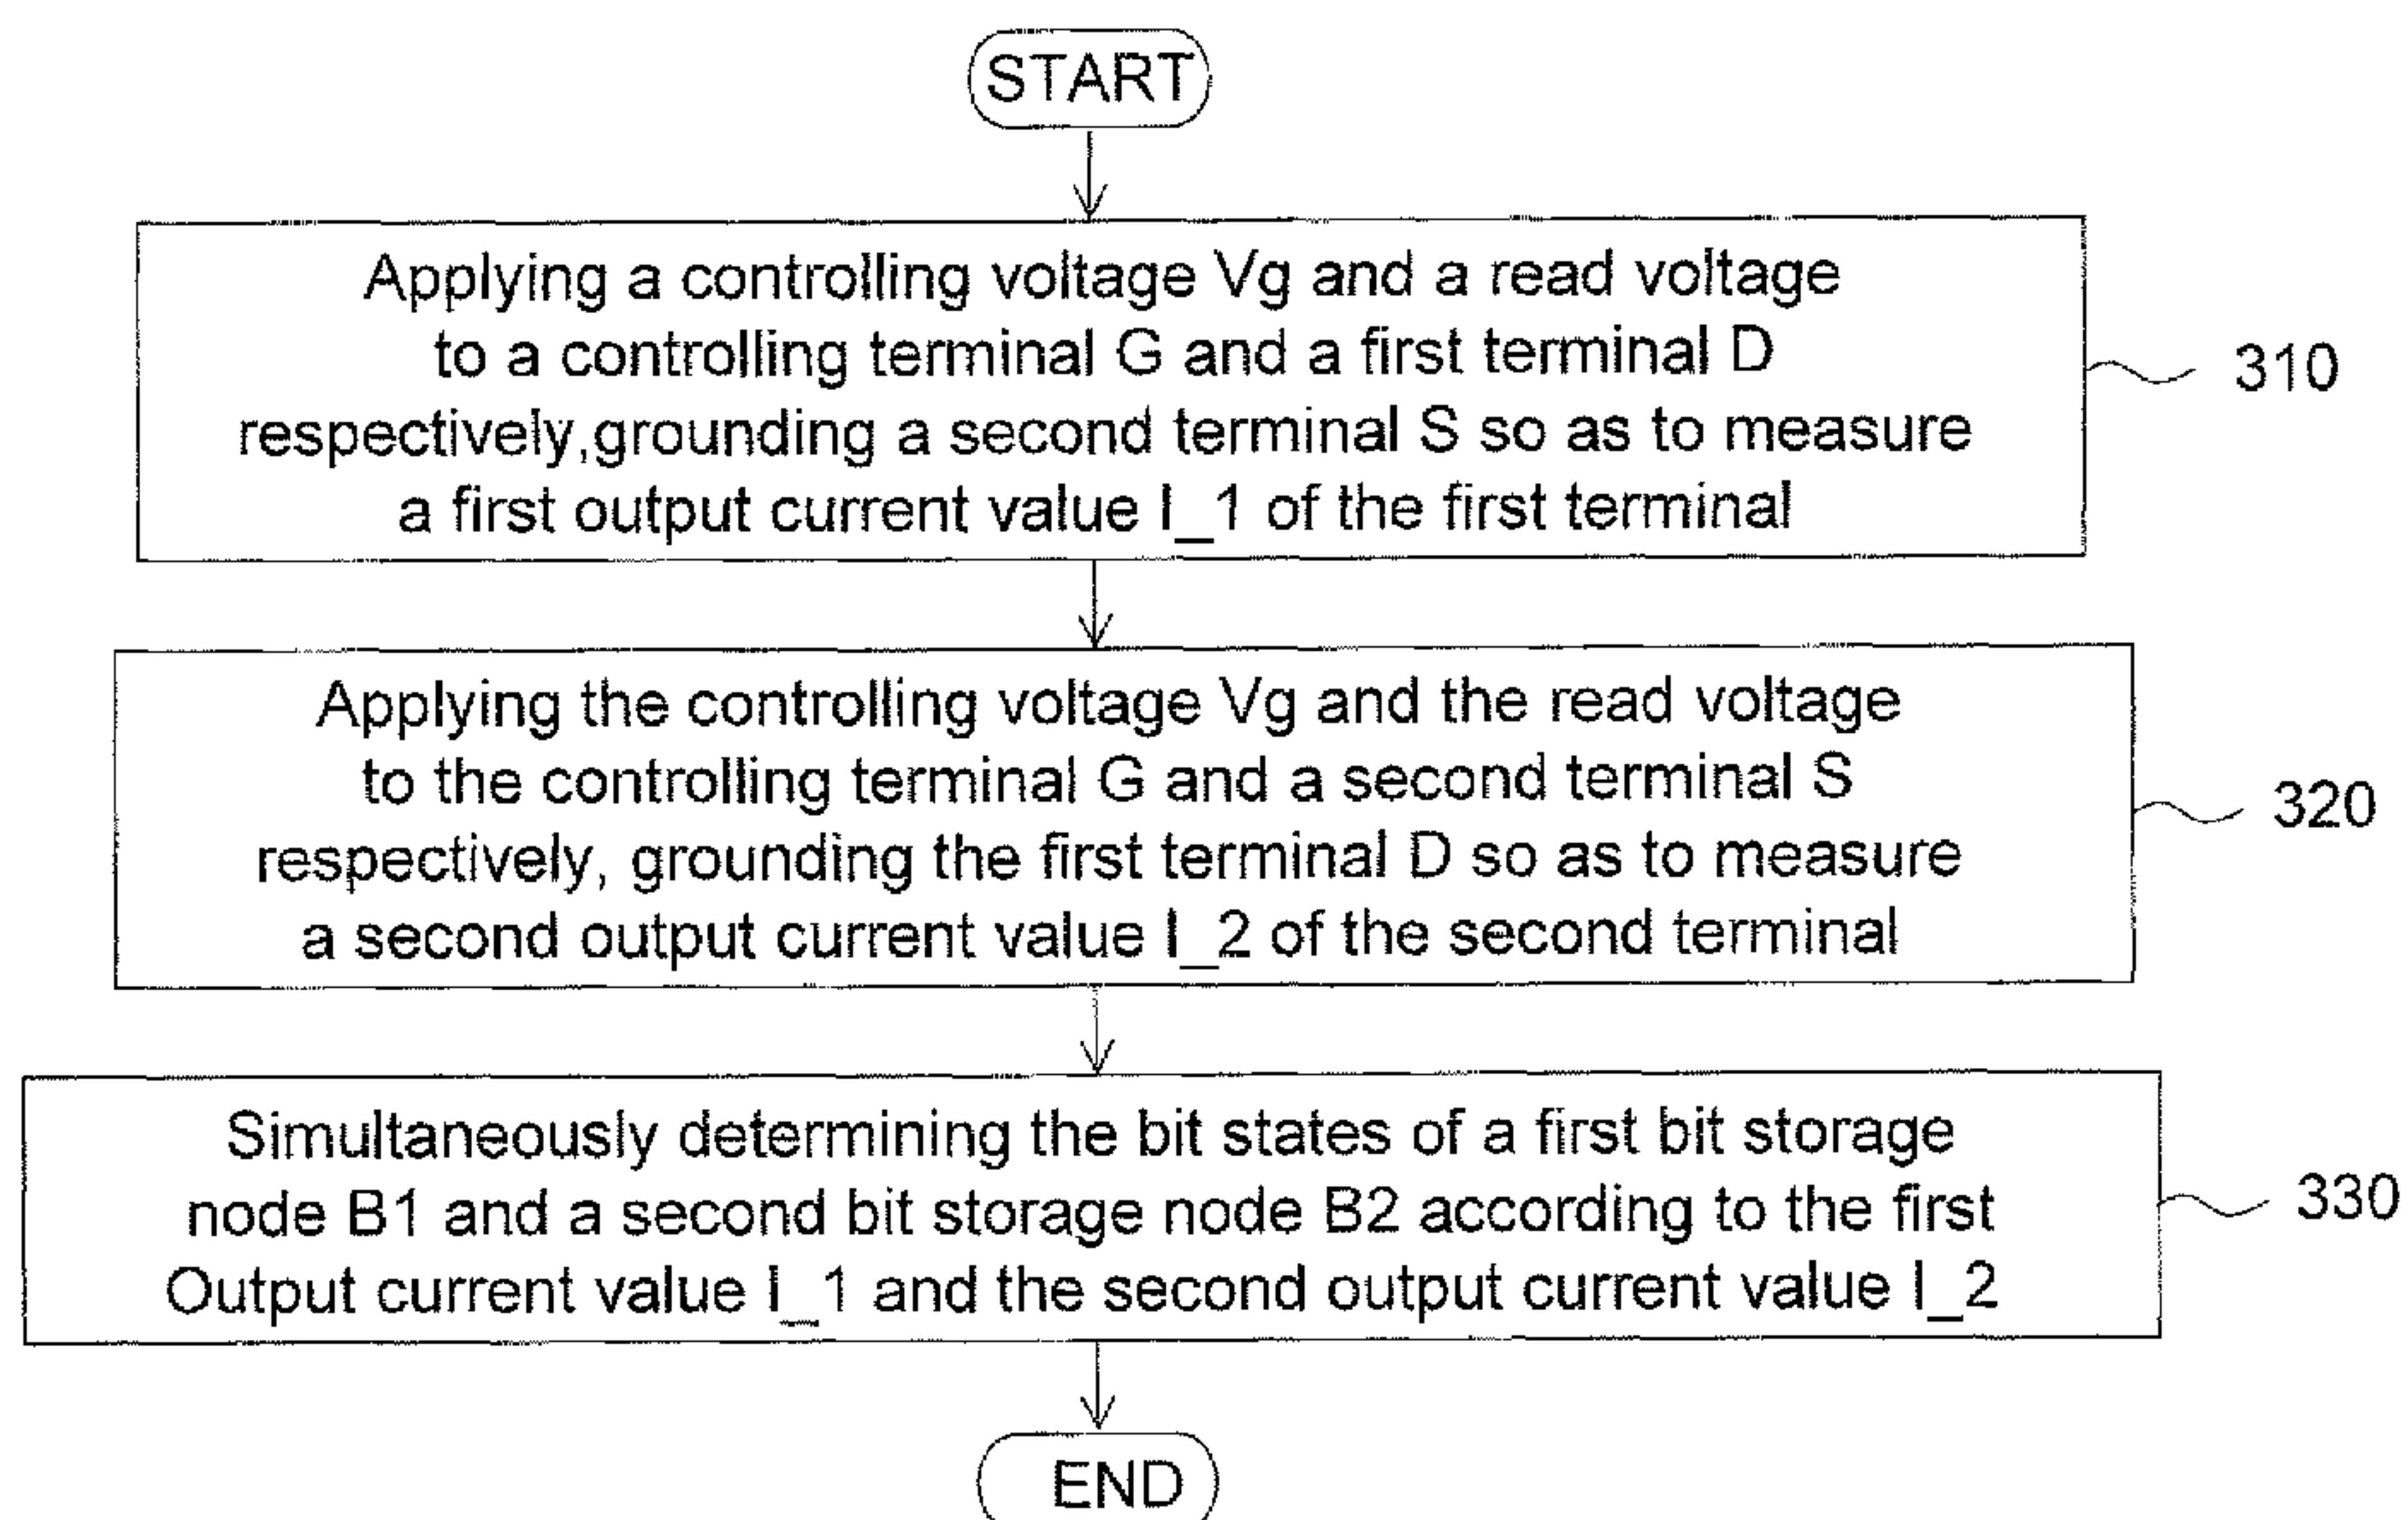 START
Applying a controlling voltage Vg and a read voltage
to a controlling terminal G and a first terminal D
respectively,grounding a second terminal S so as to measure
a first output current value I_1 of the first terminal
310
Applying the controlling voltage Vg and the read voltage
to the controlling terminal G and a second terminal S
respectively, grounding the first terminal D so as to measure
a second output current value I_2 of the second terminal
320
Simultaneously determining the bit states of a first bit storage
node B1 and a second bit storage node B2 according to the first
Output current value I_1 and the second output current value I_2
330
END